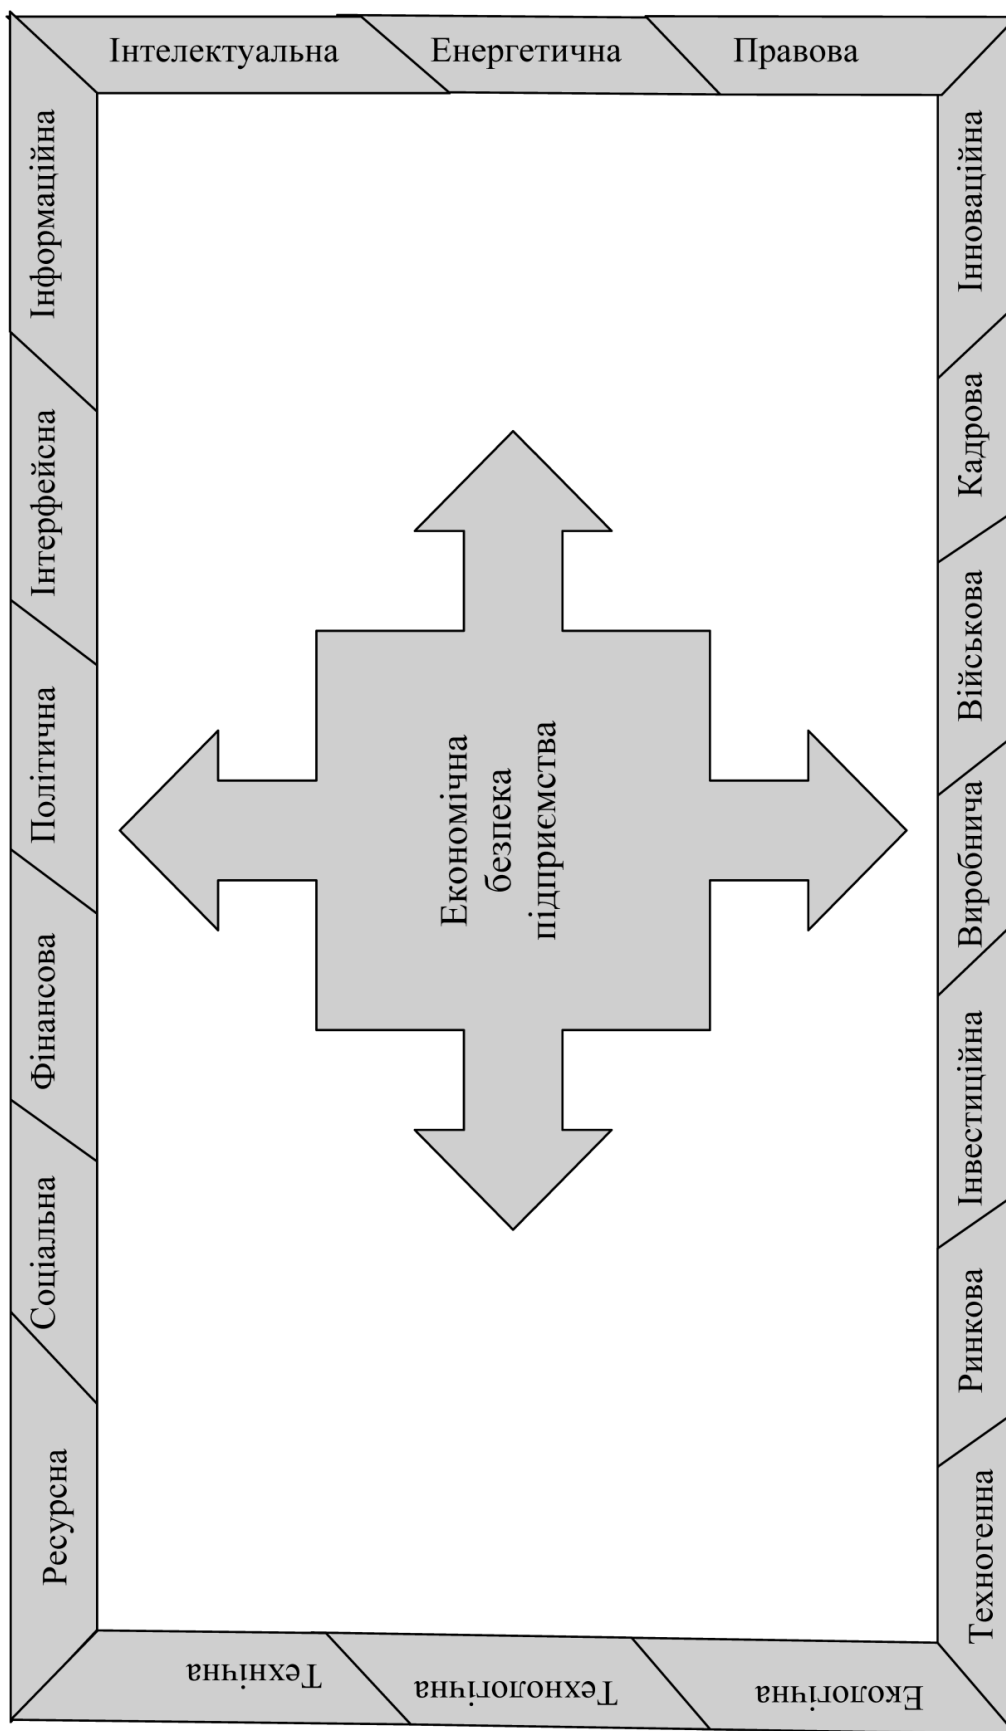 Інтелектуальна
Енергетична
Правова
Інформаційна
Інтерфейсна
Політична
Фінансова
Соціальна
Ресурсна
Економічна
безпека
підприємства
Інноваційна
Кадрова
Військова
Виробнича
Інвестиційна
Ринкова
Техногенна
Технічна
Технологічна
Екологічна